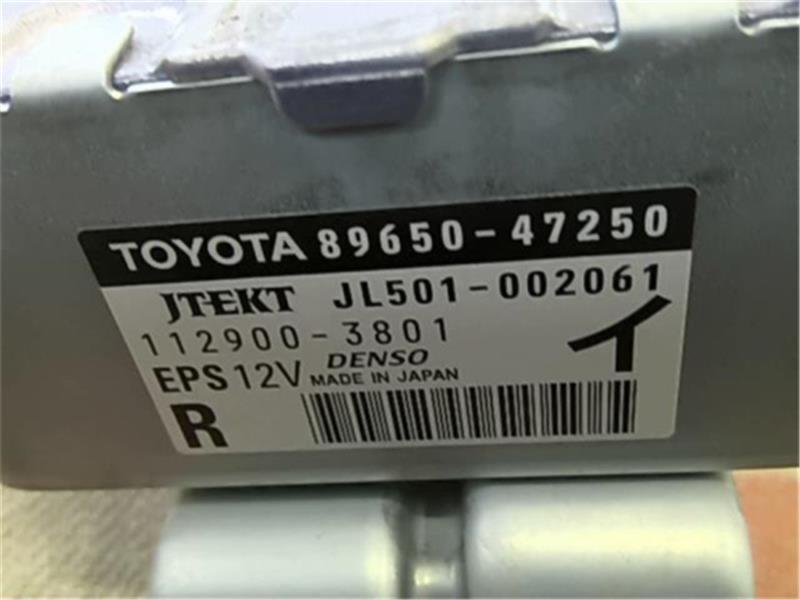 TOYOTA 89650-47250
JTEKT JL501-002061
112900-3801
イ
EPS 12V DENSO
MADE IN JAPAN
R